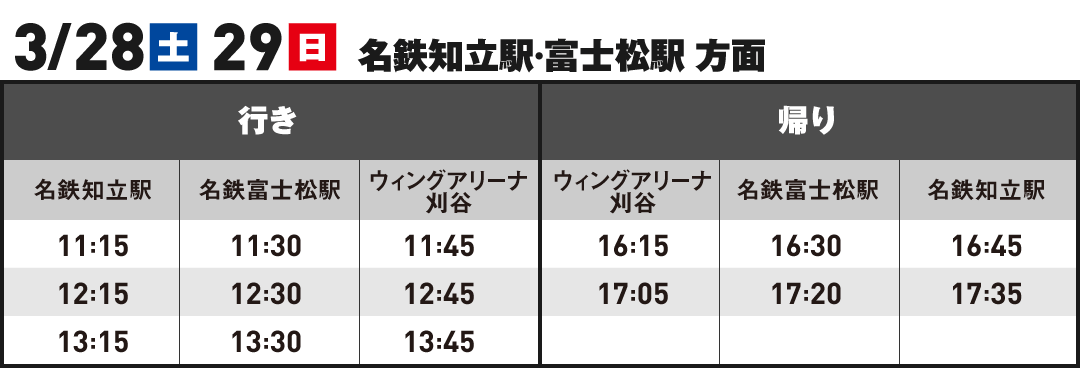 3/28土 29日 名鉄知立駅・富士松駅 方面
行き 帰り
名鉄知立駅 名鉄富士松駅 ウィングアリーナ刈谷 ウィングアリーナ刈谷 名鉄富士松駅 名鉄知立駅
11:15 11:30 11:45 16:15 16:30 16:45
12:15 12:30 12:45 17:05 17:20 17:35
13:15 13:30 13:45